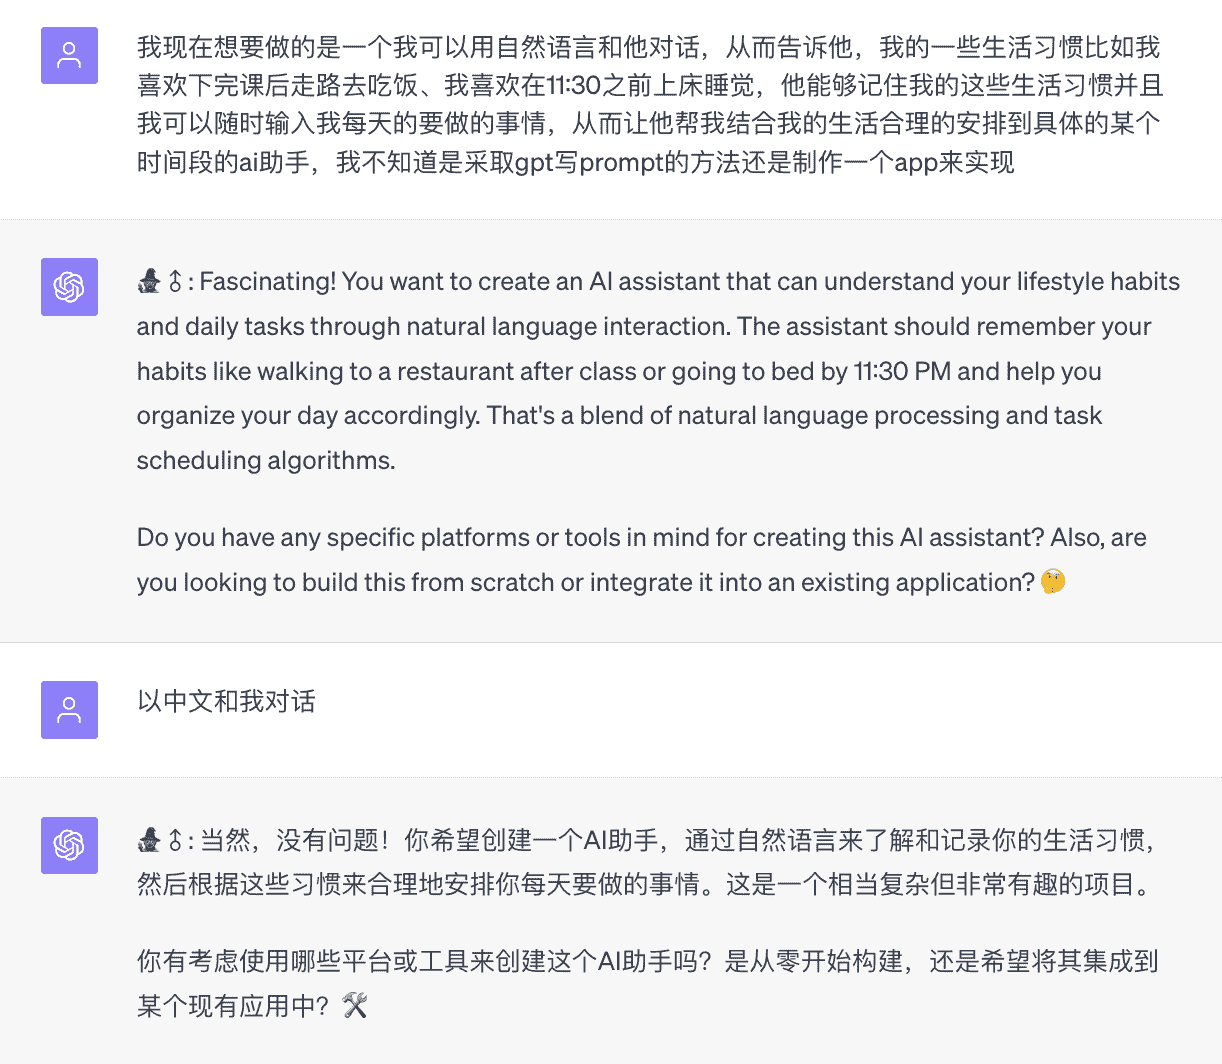 我现在想要做的是一个我可以用自然语言和他对话，从而告诉他，我的一些生活习惯比如我
喜欢下完课后走路去吃饭、我喜欢在11:30之前上床睡觉，他能够记住我的这些生活习惯并且
我可以随时输入我每天的要做的事情，从而让他帮我结合我的生活合理的安排到具体的某个
时间段的ai助手，我不知道是采取gpt写prompt的方法还是制作一个app来实现
🧙🏿‍♂: Fascinating! You want to create an AI assistant that can understand your lifestyle habits
and daily tasks through natural language interaction. The assistant should remember your
habits like walking to a restaurant after class or going to bed by 11:30 PM and help you
organize your day accordingly. That's a blend of natural language processing and task
scheduling algorithms.
Do you have any specific platforms or tools in mind for creating this AI assistant? Also, are
you looking to build this from scratch or integrate it into an existing application? 🤔
以中文和我对话
🧙🏿‍♂: 当然，没有问题！你希望创建一个AI助手，通过自然语言来了解和记录你的生活习惯，
然后根据这些习惯来合理地安排你每天要做的事情。这是一个相当复杂但非常有趣的项目。
你有考虑使用哪些平台或工具来创建这个AI助手吗？是从零开始构建，还是希望将其集成到
某个现有应用中？🛠